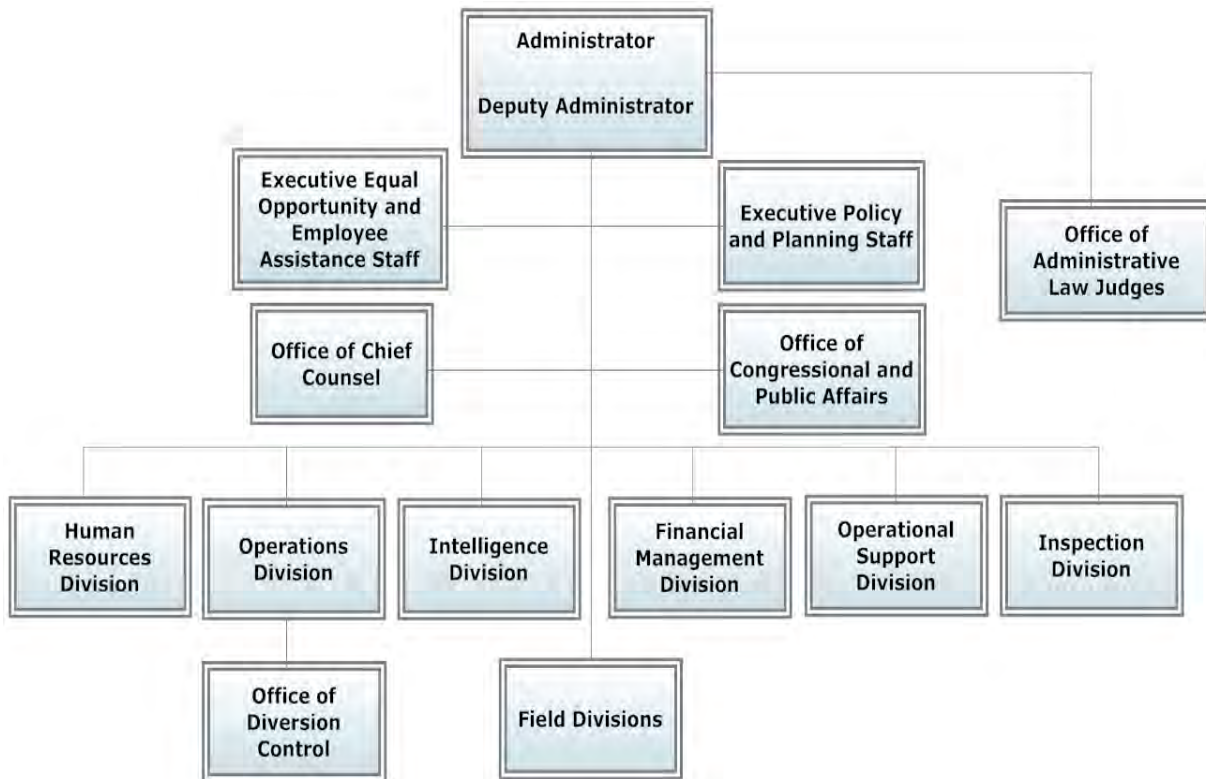 Administrator
Deputy Administrator
Executive Equal
Opportunity and
Employee
Assistance Staff
Executive Policy
and Planning Staff
Office of
Administrative
Law Judges
Office of Chief
Counsel
Office of
Congressional and
Public Affairs
Human
Resources
Division
Operations
Division
Intelligence
Division
Financial
Management
Division
Operational
Support
Division
Inspection
Division
Office of
Diversion
Control
Field Divisions